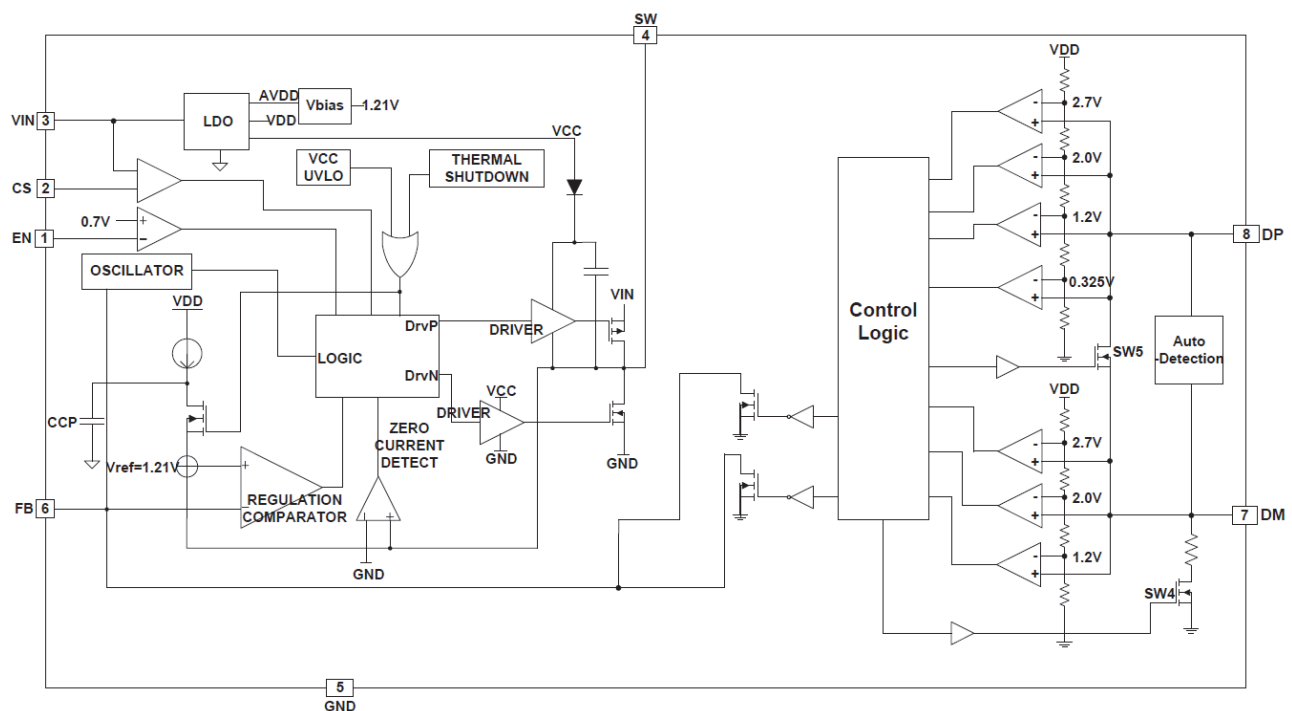 SW
4
VDD
AVDD
Vbias
1.21V
2.7V
-
+
VIN 3
LDO
VDD
VCC
VCC
UVLO
THERMAL
SHUTDOWN
2.0V
-
+
CS 2
0.7V
+
−
EN 1
1.2V
-
+
8 DP
OSCILLATOR
VDD
0.325V
-
+
VIN
DrvP
DRIVER
LOGIC
DrvN
Control
Logic
SW5
Auto
-Detection
VCC
DRIVER
GND
GND
VDD
CCP
ZERO
CURRENT
DETECT
2.7V
-
+
Vref=1.21V
+
−
REGULATION
COMPARATOR
2.0V
-
+
FB 6
+
GND
7 DM
1.2V
-
+
SW4
5
GND